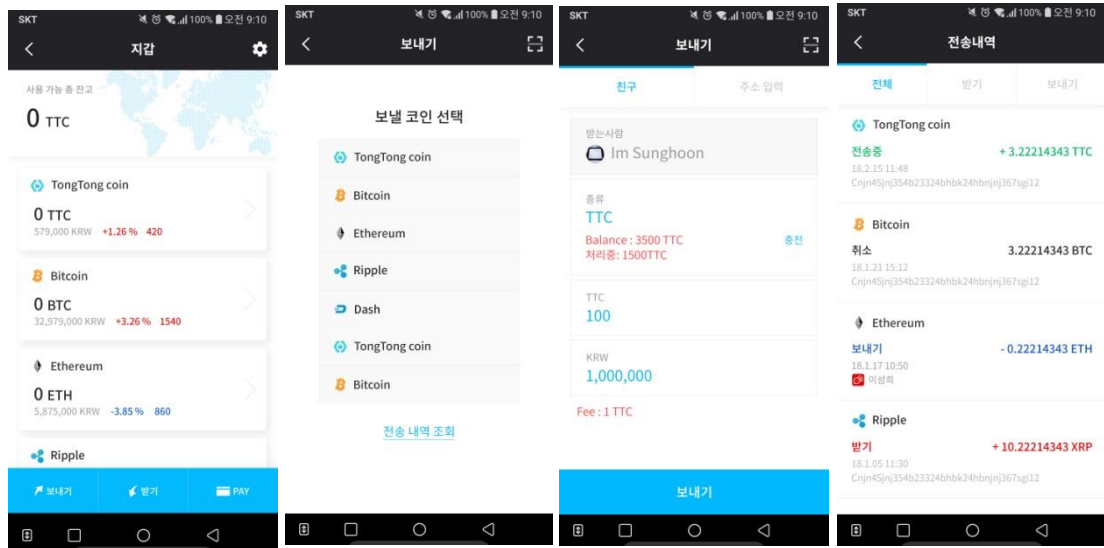 SKT 100% 오전 9:10
지갑
사용 가능 총 잔고
0 TTC
TongTong coin
0 TTC
579,000 KRW +1.26 % 420
Bitcoin
0 BTC
32,979,000 KRW +3.26 % 1540
Ethereum
0 ETH
5,875,000 KRW -3.85 % 860
Ripple
보내기 받기 PAY
SKT 100% 오전 9:10
보내기
보낼 코인 선택
TongTong coin
Bitcoin
Ethereum
Ripple
Dash
TongTong coin
Bitcoin
전송 내역 조회
SKT 100% 오전 9:10
보내기
친구 주소 입력
받는사람
Im Sunghoon
종류
TTC
Balance : 3500 TTC 충전
처리중: 1500TTC
TTC
100
KRW
1,000,000
Fee : 1 TTC
보내기
SKT 100% 오전 9:10
전송내역
전체 받기 보내기
TongTong coin
전송중 + 3.22214343 TTC
18.2.15 11:48
Cnjn45jnj354b23324bhbk24hbnjnj367sgi12
Bitcoin
취소 3.22214343 BTC
18.1.21 15:12
Cnjn45jnj354b23324bhbk24hbnjnj367sgi12
Ethereum
보내기 - 0.22214343 ETH
18.1.17 10:50
이성희
Ripple
받기 + 10.22214343 XRP
18.1.05 11:30
Cnjn45jnj354b23324bhbk24hbnjnj367sgi12